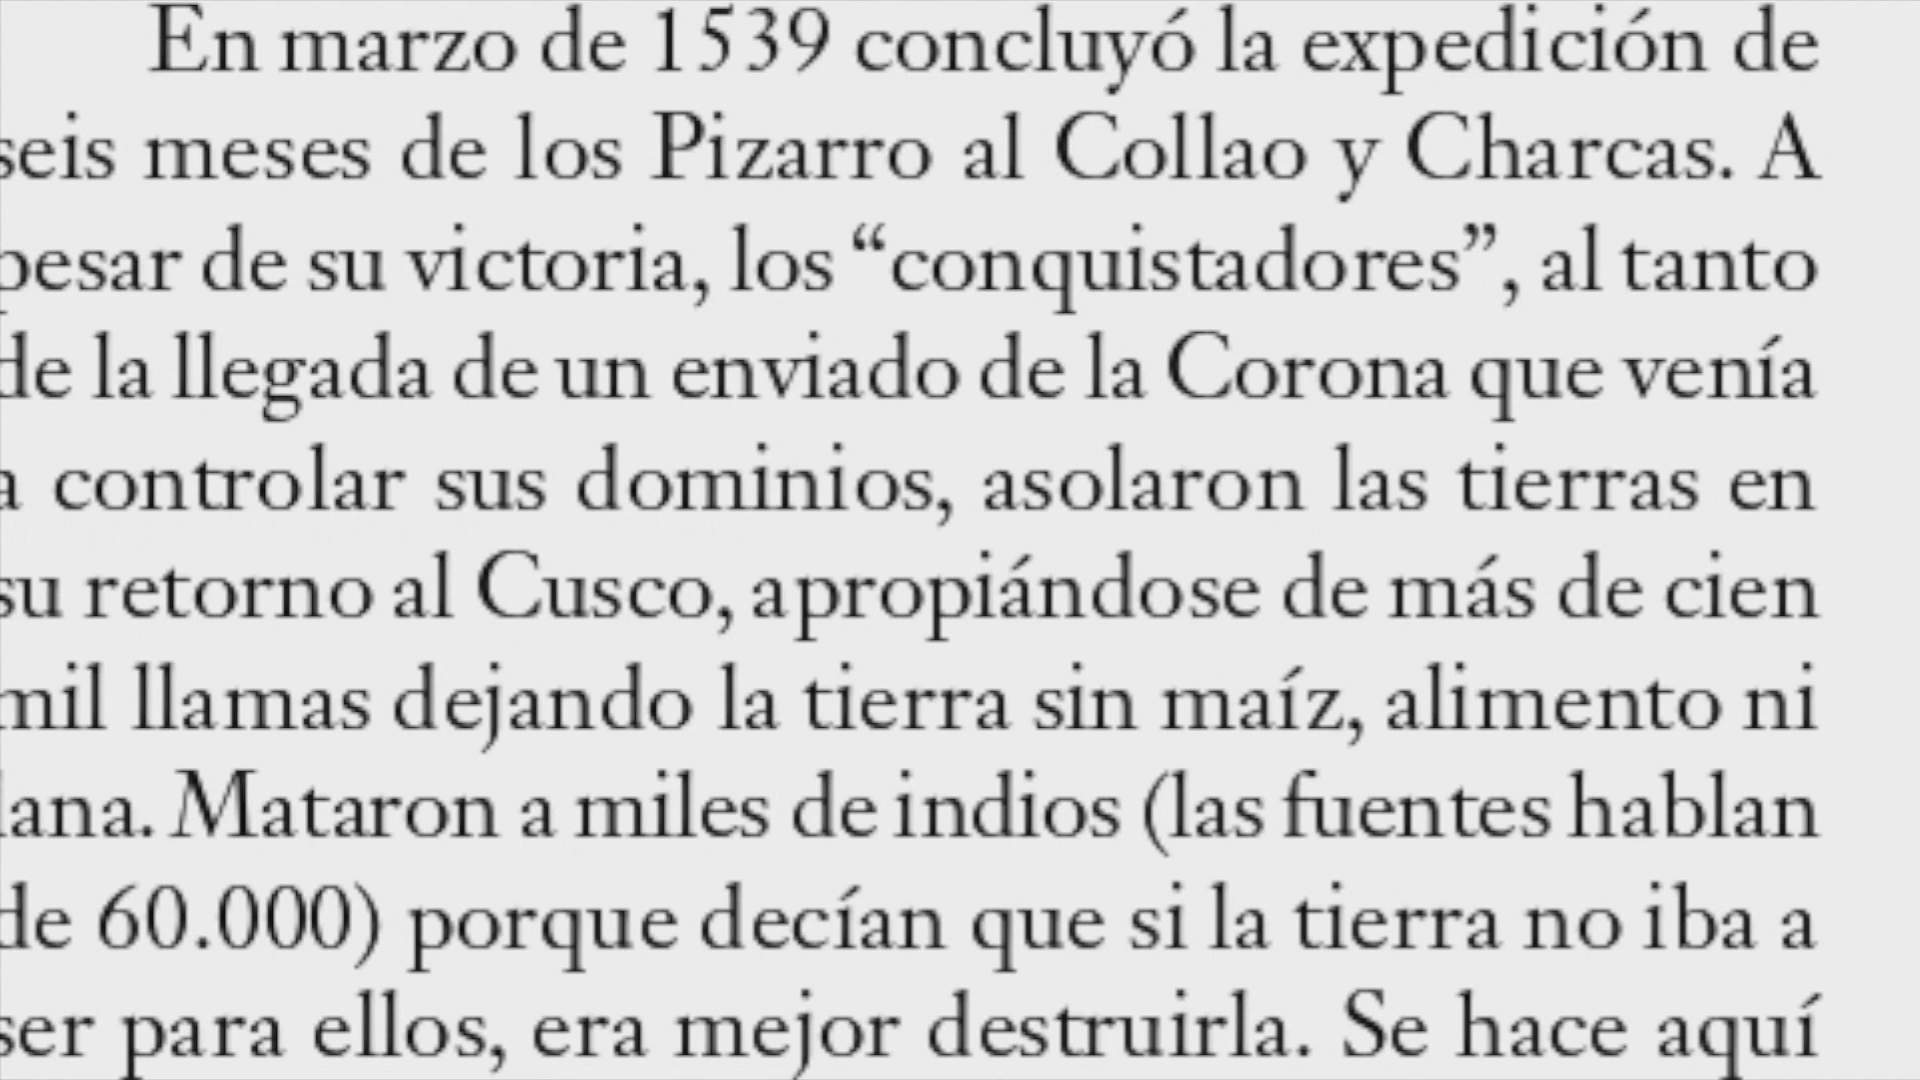 En marzo de 1539 concluyó la expedición de
seis meses de los Pizarro al Collao y Charcas. A
pesar de su victoria, los “conquistadores”, al tanto
de la llegada de un enviado de la Corona que venía
a controlar sus dominios, asolaron las tierras en
su retorno al Cusco, apropiándose de más de cien
mil llamas dejando la tierra sin maíz, alimento ni
lana. Mataron a miles de indios (las fuentes hablan
de 60.000) porque decían que si la tierra no iba a
ser para ellos, era mejor destruirla. Se hace aquí